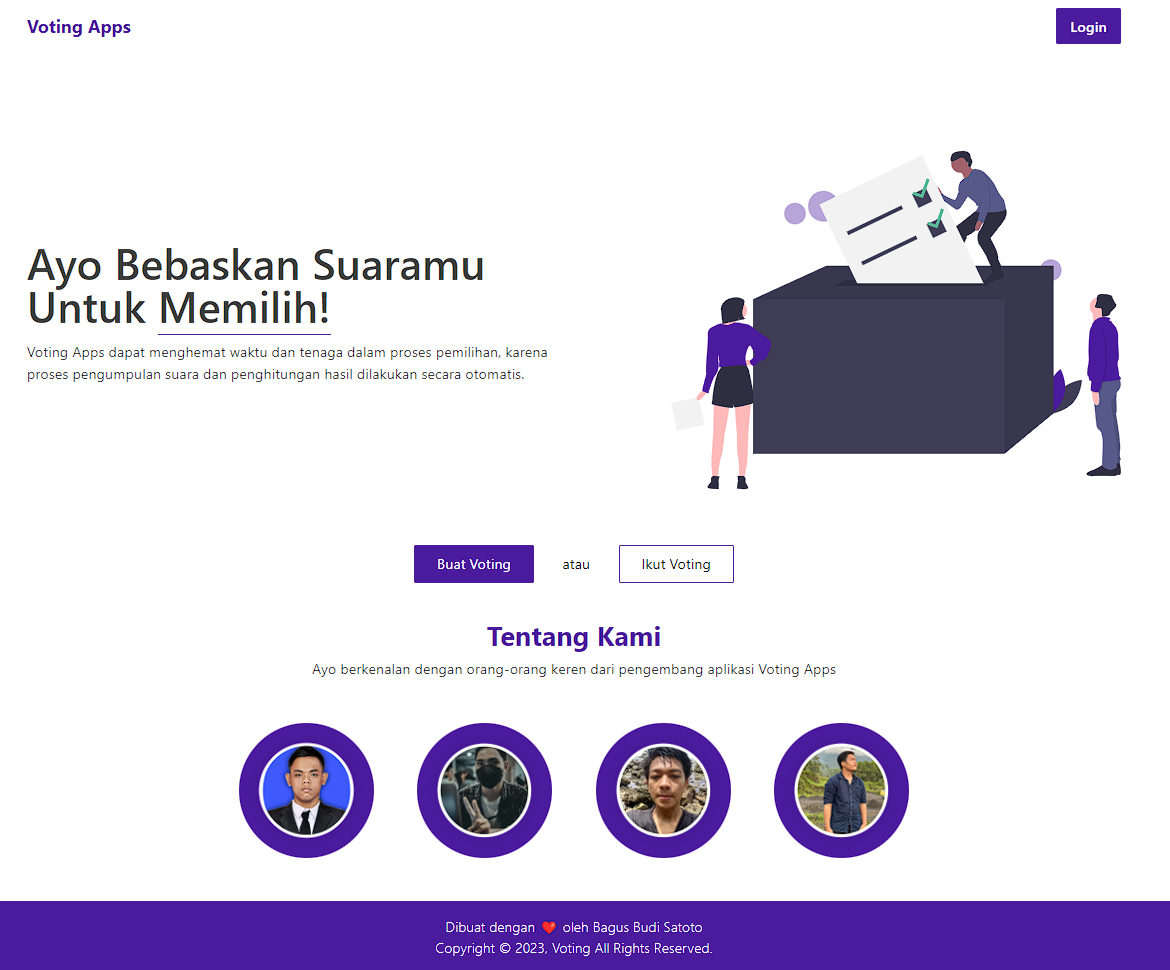 Voting Apps
Login
Ayo Bebaskan Suaramu
Untuk Memilih!
Voting Apps dapat menghemat waktu dan tenaga dalam proses pemilihan, karena
proses pengumpulan suara dan penghitungan hasil dilakukan secara otomatis.
Buat Voting
atau
Ikut Voting
Tentang Kami
Ayo berkenalan dengan orang-orang keren dari pengembang aplikasi Voting Apps
Dibuat dengan ❤️ oleh Bagus Budi Satoto
Copyright © 2023, Voting All Rights Reserved.